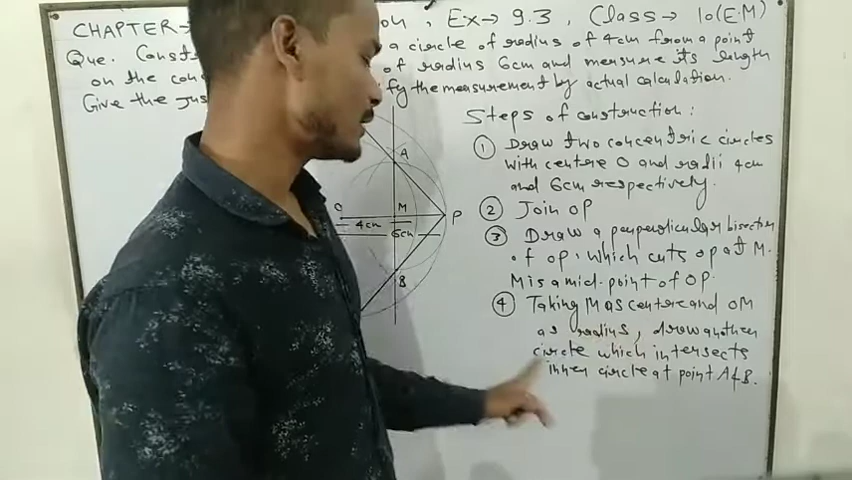 CHAPTER→ on, Ex→ 9.3, Class→ 10(E.M)
Que. Const a circle of radius of 4cm from a point
on the con of radius 6cm and measure its length
Give the Jus fy the measurement by actual calculation.
Steps of construction:
① Draw two concentric circles
with centre O and radii 4cm
and 6cm respectively.
② Join OP
③ Draw a perpendicular bisector
of OP, which cuts OP at M.
M is a mid-point of OP.
④ Taking M as centre and OM
as radius, draw another
circle which intersects
inner circle at point A & B.
A
O
M
P
4cm
6cm
B